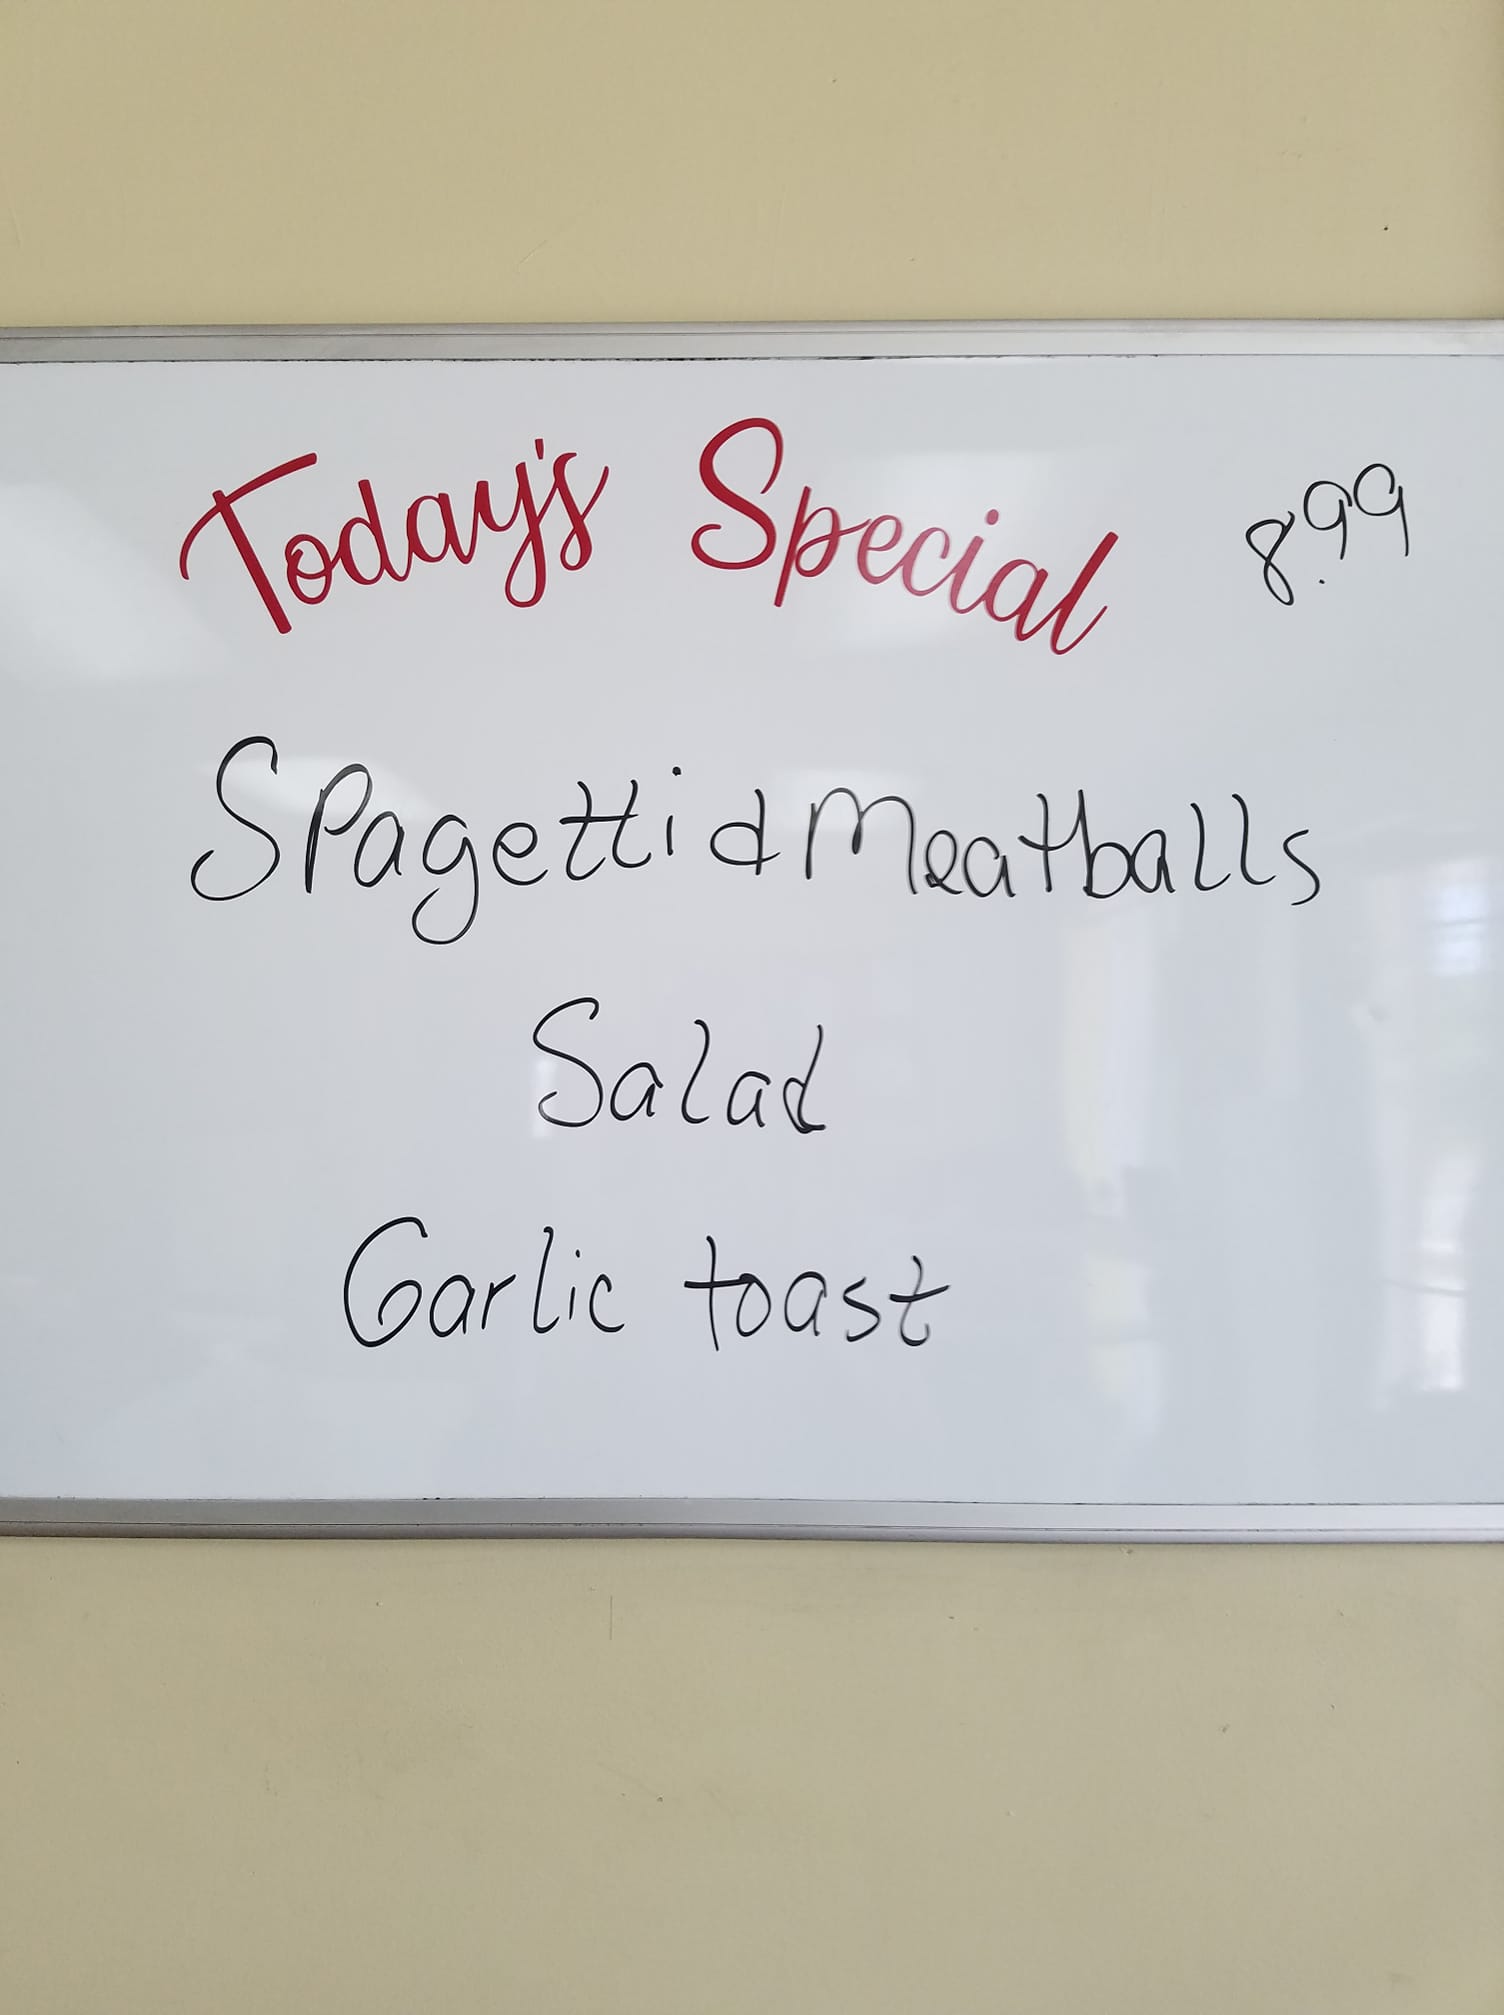 Today's Special 8.99
Spagetti & Meatballs
Salad
Garlic toast